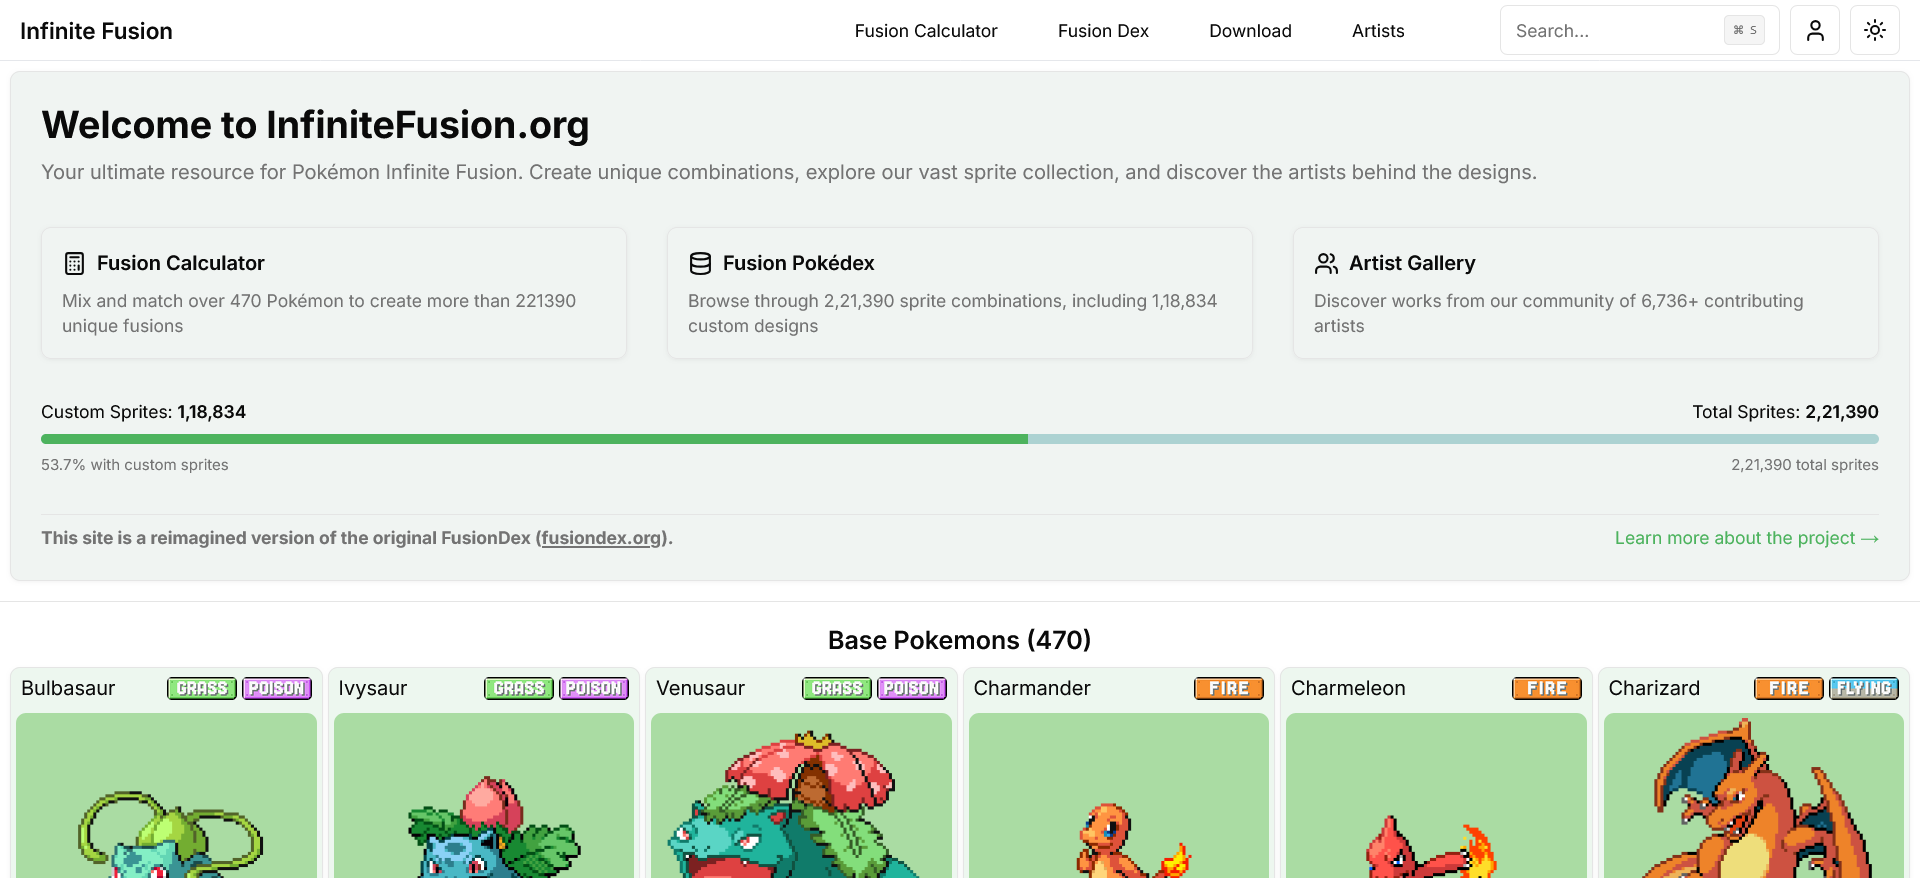 Infinite Fusion
Fusion Calculator
Fusion Dex
Download
Artists
Search...
⌘ S
Welcome to InfiniteFusion.org
Your ultimate resource for Pokémon Infinite Fusion. Create unique combinations, explore our vast sprite collection, and discover the artists behind the designs.
Fusion Calculator
Mix and match over 470 Pokémon to create more than 221390
unique fusions
Fusion Pokédex
Browse through 2,21,390 sprite combinations, including 1,18,834
custom designs
Artist Gallery
Discover works from our community of 6,736+ contributing
artists
Custom Sprites: 1,18,834
Total Sprites: 2,21,390
53.7% with custom sprites
2,21,390 total sprites
This site is a reimagined version of the original FusionDex (fusiondex.org).
Learn more about the project →
Base Pokemons (470)
Bulbasaur GRASS POISON
Ivysaur GRASS POISON
Venusaur GRASS POISON
Charmander FIRE
Charmeleon FIRE
Charizard FIRE FLYING